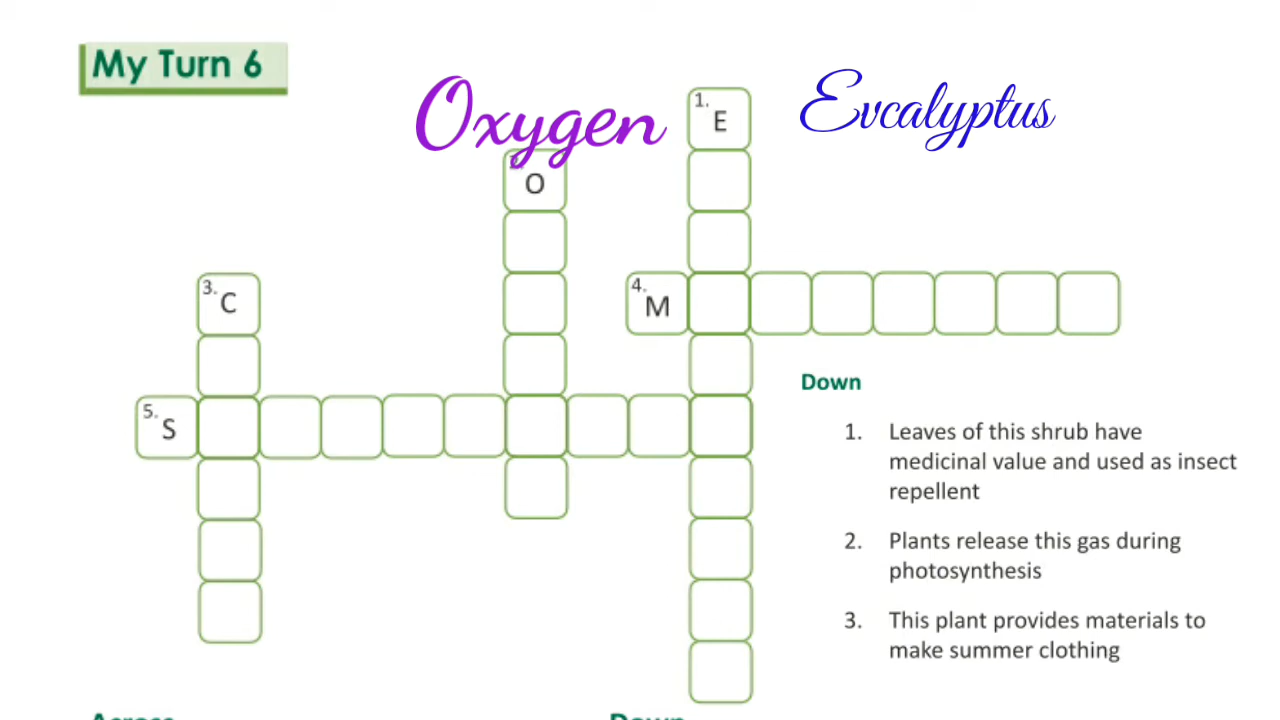 My Turn 6
Oxygen
Evcalyptus
1.
E
O
3.
C
4.
M
5.
S
Down
1. Leaves of this shrub have
medicinal value and used as insect
repellent
2. Plants release this gas during
photosynthesis
3. This plant provides materials to
make summer clothing
Across
Down